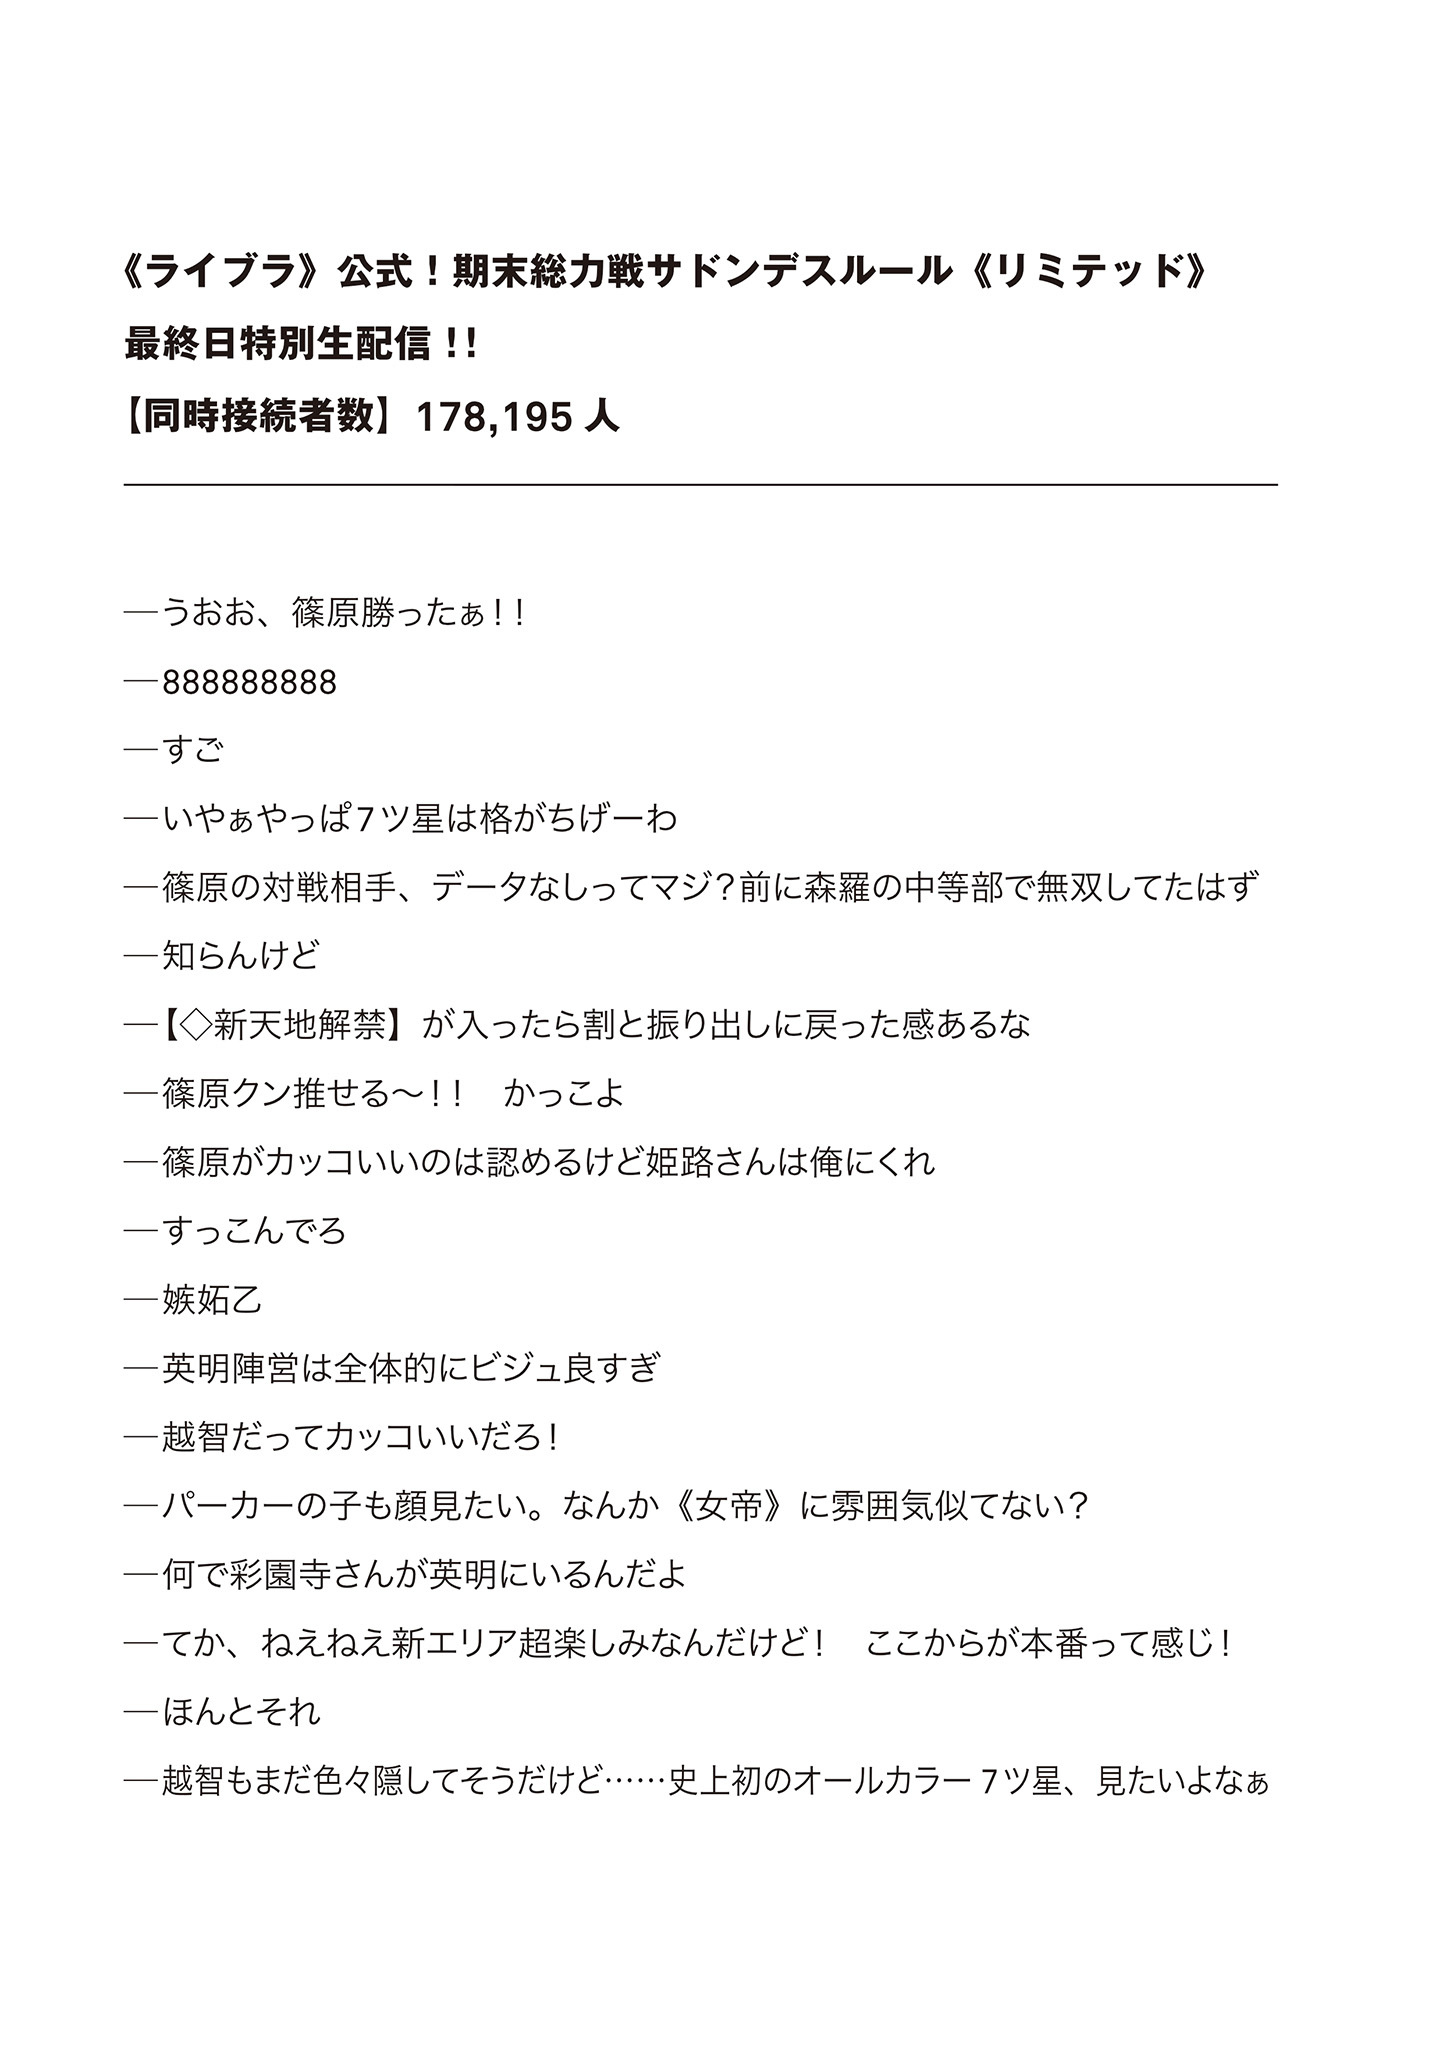 《ライブラ》公式！期末総力戦サドンデスルール《リミテッド》
最終日特別生配信！！
【同時接続者数】178,195人
―うおお、篠原勝ったぁ！！
―888888888
―すご
―いやぁやっぱ7ツ星は格がちげーわ
―篠原の対戦相手、データなしってマジ？前に森羅の中等部で無双してたはず
―知らんけど
―【◇新天地解禁】が入ったら割と振り出しに戻った感あるな
―篠原クン推せる～！！　かっこよ
―篠原がカッコいいのは認めるけど姫路さんは俺にくれ
―すっこんでろ
―嫉妬乙
―英明陣営は全体的にビジュ良すぎ
―越智だってカッコいいだろ！
―パーカーの子も顔見たい。なんか《女帝》に雰囲気似てない？
―何で彩園寺さんが英明にいるんだよ
―てか、ねえねえ新エリア超楽しみなんだけど！　ここからが本番って感じ！
―ほんとそれ
―越智もまだ色々隠してそうだけど……史上初のオールカラー7ツ星、見たいよなぁ